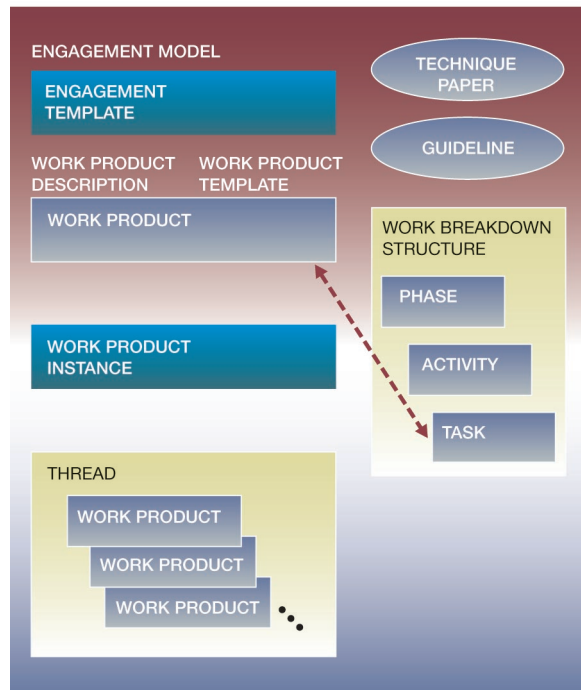 ENGAGEMENT MODEL
ENGAGEMENT
TEMPLATE
WORK PRODUCT
DESCRIPTION
WORK PRODUCT
TEMPLATE
WORK PRODUCT
WORK PRODUCT
INSTANCE
THREAD
WORK PRODUCT
WORK PRODUCT
WORK PRODUCT
TECHNIQUE
PAPER
GUIDELINE
WORK BREAKDOWN
STRUCTURE
PHASE
ACTIVITY
TASK